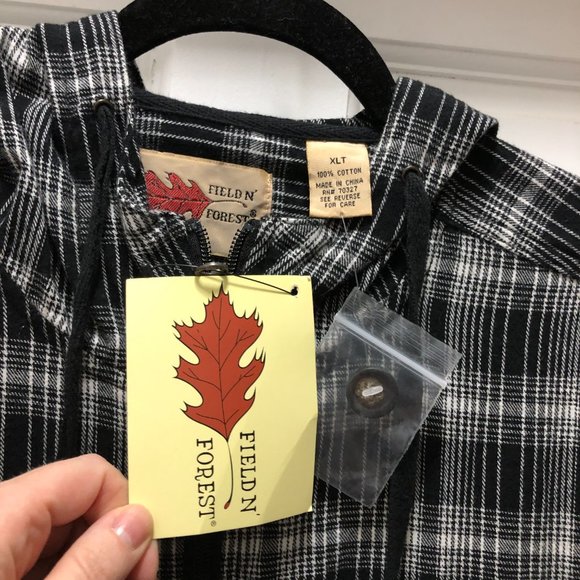 FIELD N'
FOREST®
XLT
100% COTTON
MADE IN CHINA
RN# 70327
SEE REVERSE
FOR CARE
FIELD N'
FOREST®